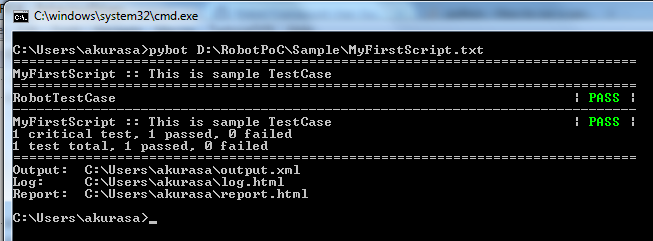 C:\windows\system32\cmd.exe
C:\Users\akurasa>pybot D:\RobotPoC\Sample\MyFirstScript.txt
==============================================================================
MyFirstScript :: This is sample TestCase
==============================================================================
RobotTestCase                                                         | PASS |
------------------------------------------------------------------------------
MyFirstScript :: This is sample TestCase                              | PASS |
1 critical test, 1 passed, 0 failed
1 test total, 1 passed, 0 failed
==============================================================================
Output:  C:\Users\akurasa\output.xml
Log:     C:\Users\akurasa\log.html
Report:  C:\Users\akurasa\report.html
C:\Users\akurasa>_